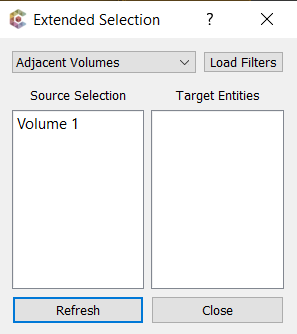 Extended Selection
?
Adjacent Volumes
Load Filters
Source Selection
Target Entities
Volume 1
Refresh
Close